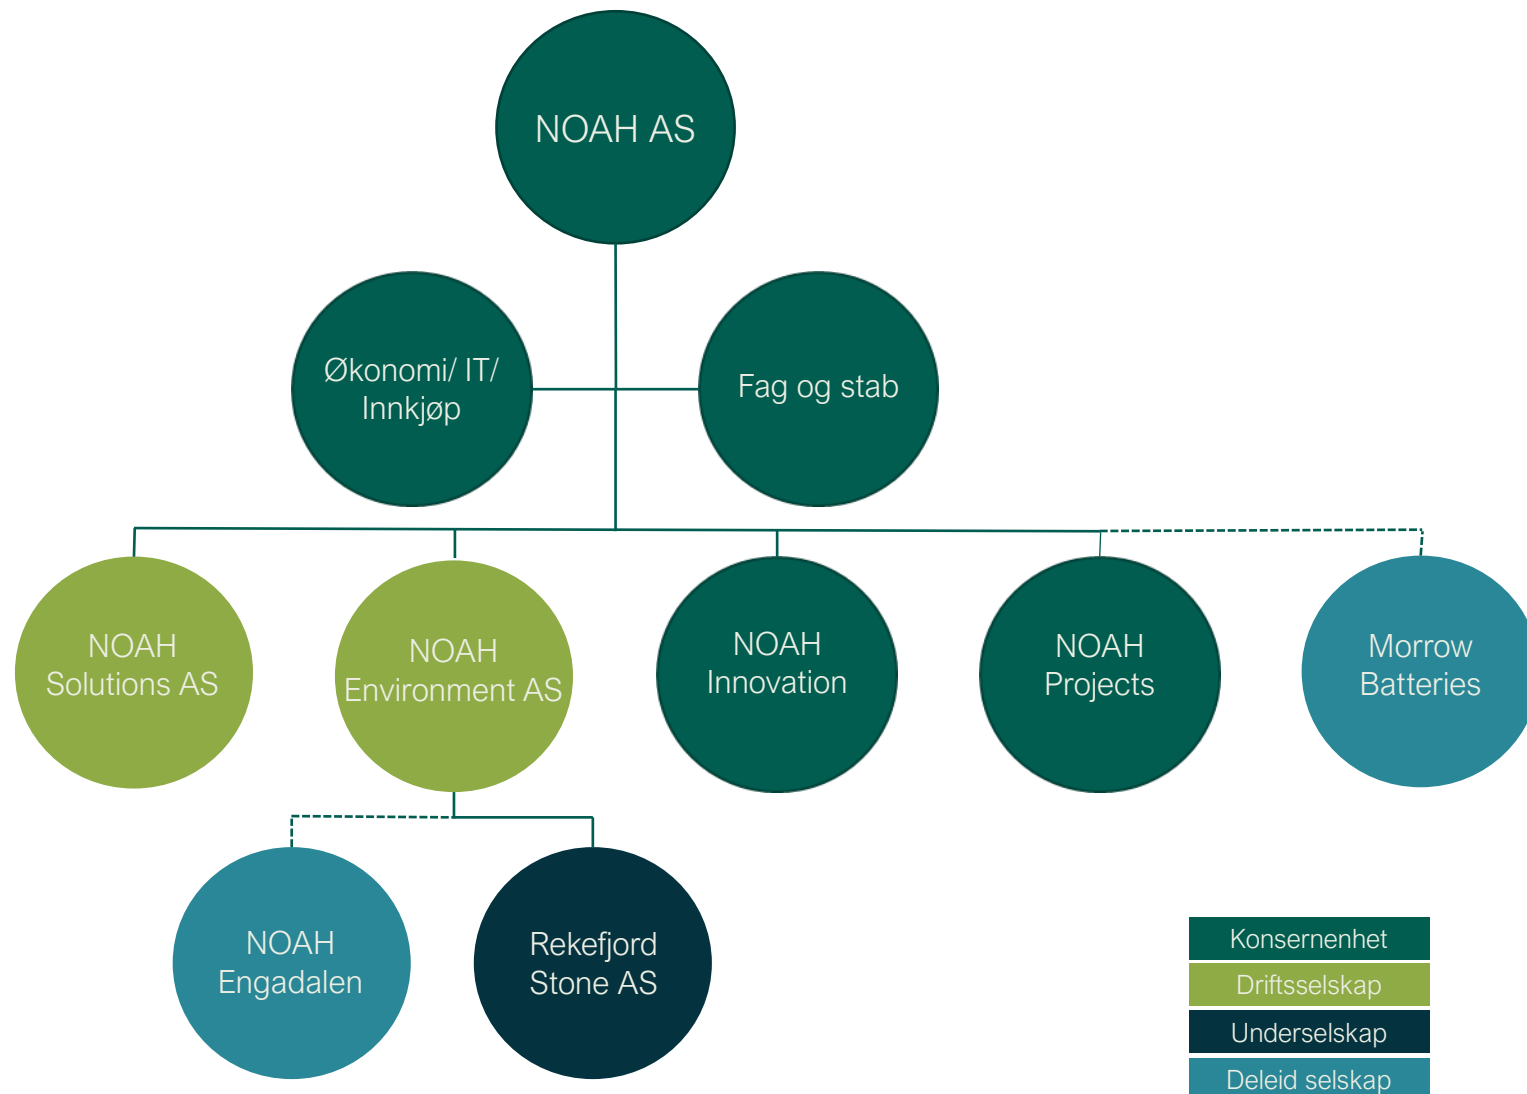 NOAH AS
Økonomi/ IT/
Innkjøp
Fag og stab
NOAH
Solutions AS
NOAH
Environment AS
NOAH
Innovation
NOAH
Projects
Morrow
Batteries
NOAH
Engadalen
Rekefjord
Stone AS
Konsernenhet
Driftsselskap
Underselskap
Deleid selskap